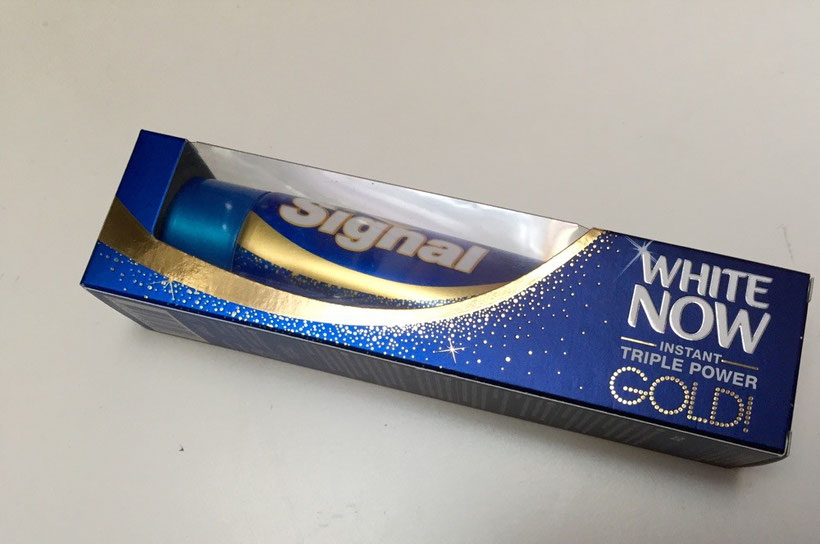 Signal
WHITE
NOW
INSTANT
TRIPLE POWER
GOLD!